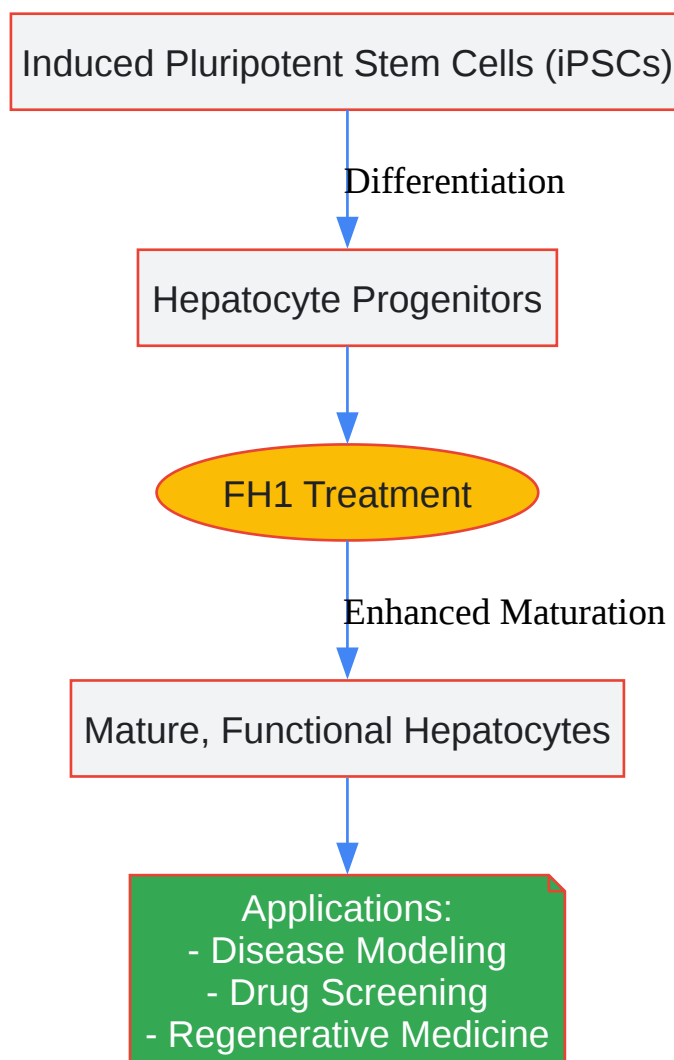 Induced Pluripotent Stem Cells (iPSCs)
Differentiation
Hepatocyte Progenitors
FH1 Treatment
Enhanced Maturation
Mature, Functional Hepatocytes
Applications:
- Disease Modeling
- Drug Screening
- Regenerative Medicine